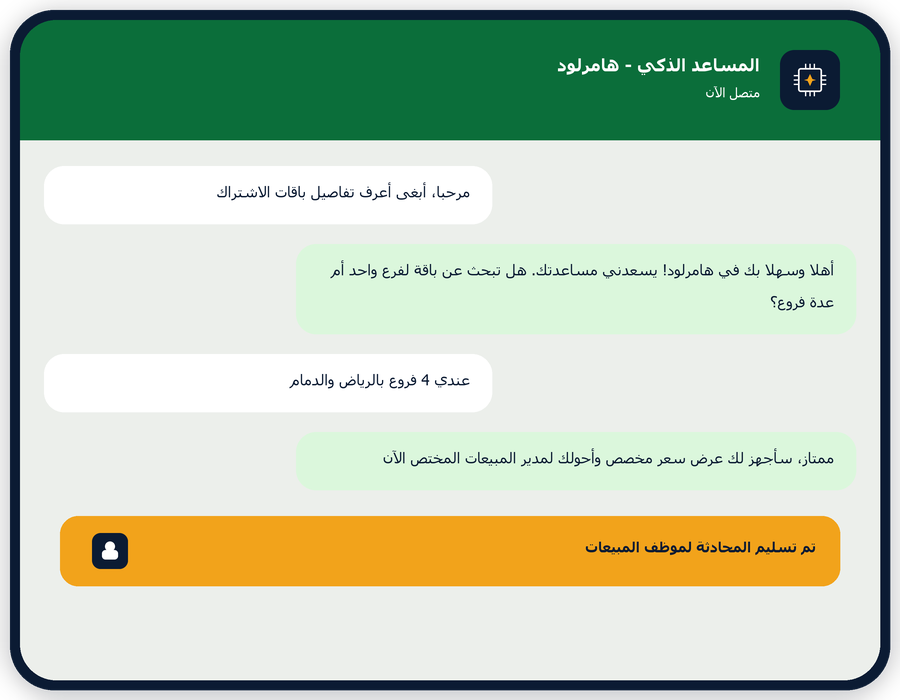 المساعد الذكي - هامرلود
متصل الآن
مرحبا، أبغى أعرف تفاصيل باقات الاشتراك
أهلا وسهلا بك في هامرلود! يسعدني مساعدتك. هل تبحث عن باقة لفرع واحد أم
عدة فروع؟
عندي 4 فروع بالرياض والدمام
ممتاز، سأجهز لك عرض سعر مخصص وأحولك لمدير المبيعات المختص الآن
تم تسليم المحادثة لموظف المبيعات